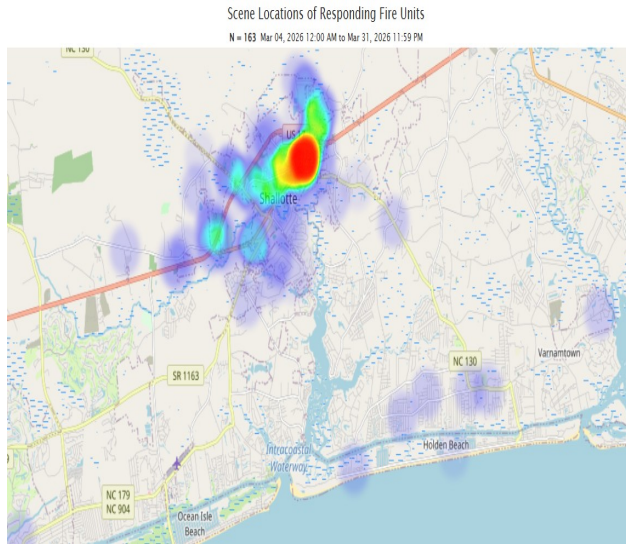 Scene Locations of Responding Fire Units
N = 163 Mar 04, 2026 12:00 AM to Mar 31, 2026 11:59 PM
NC 130
US
Shallotte
NC 130
Varnamtown
SR 1163
Holden Beach
Intracoastal
Waterway
NC 179
NC 904
Ocean Isle
Beach